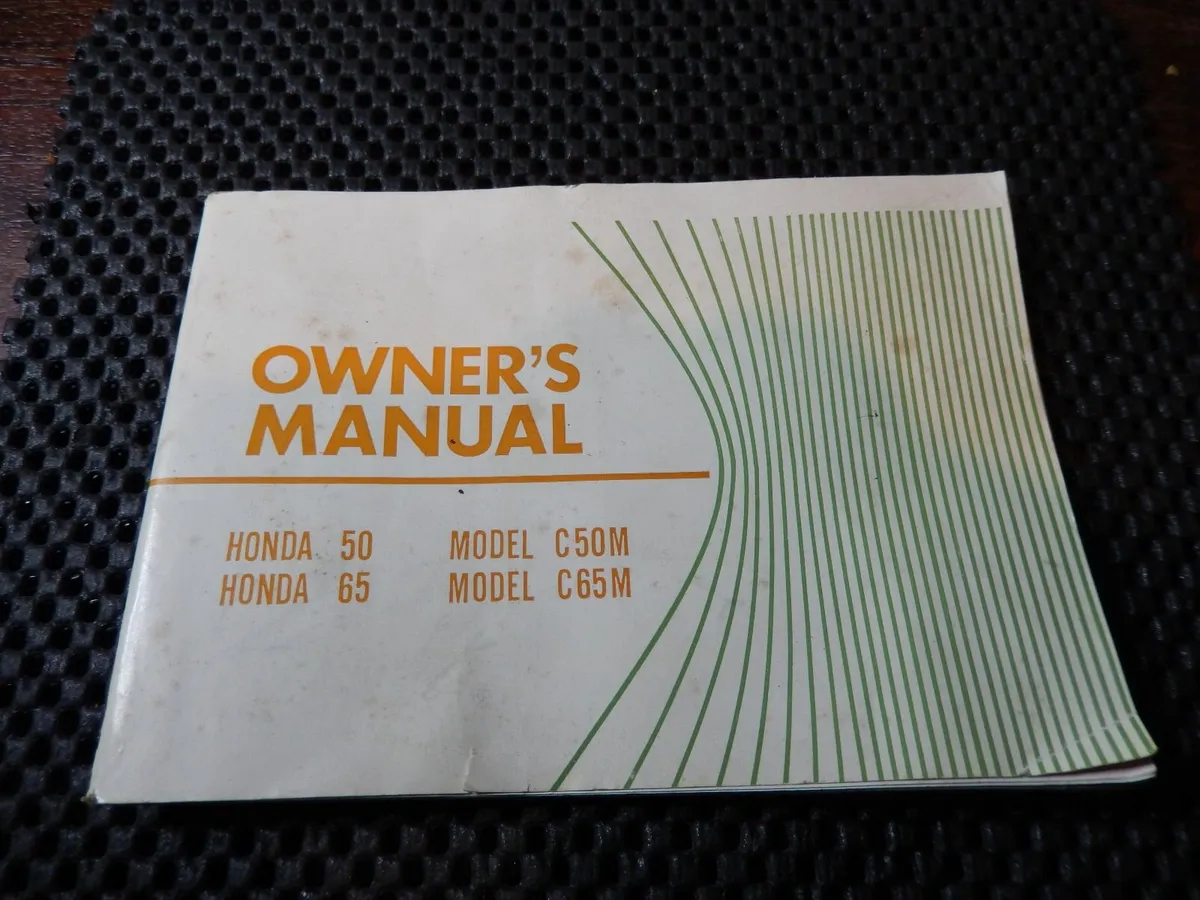 OWNER'S
MANUAL
HONDA 50 MODEL C50M
HONDA 65 MODEL C65M